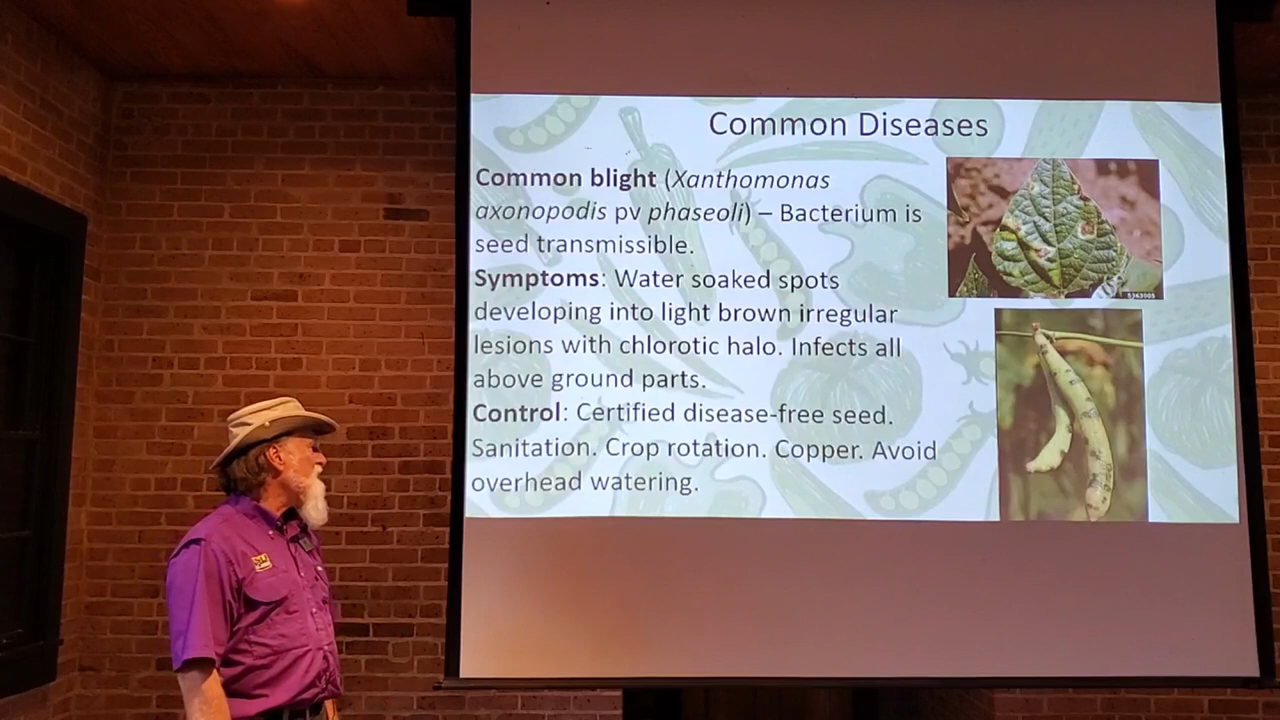 Common Diseases
Common blight (Xanthomonas
axonopodis pv phaseoli) – Bacterium is
seed transmissible.
Symptoms: Water soaked spots
developing into light brown irregular
lesions with chlorotic halo. Infects all
above ground parts.
Control: Certified disease-free seed.
Sanitation. Crop rotation. Copper. Avoid
overhead watering.